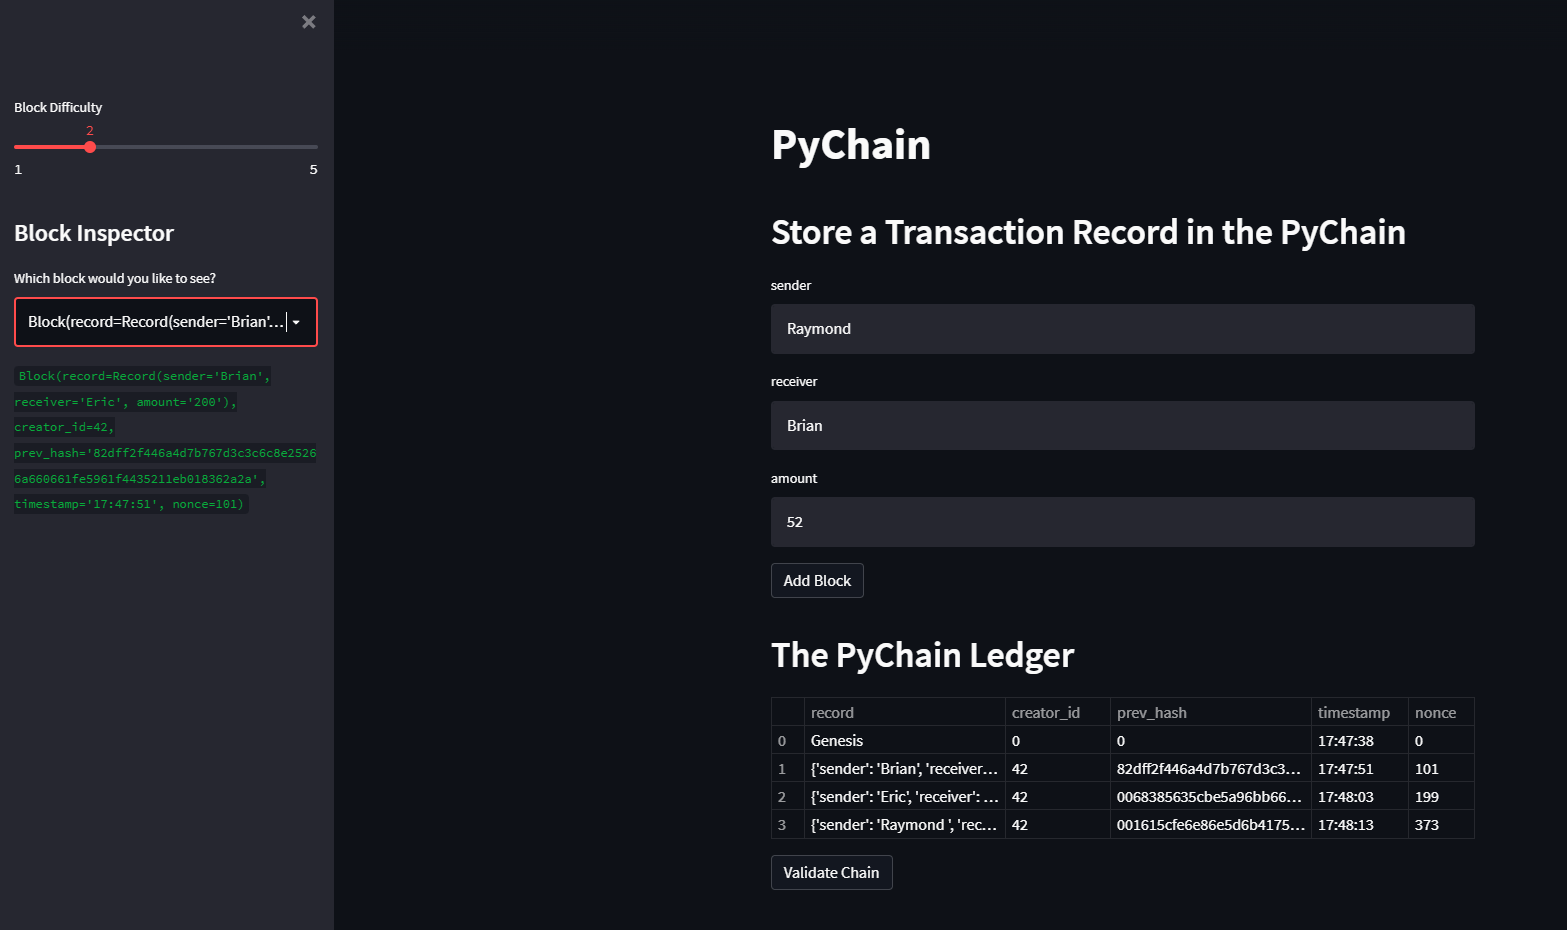 ×
Block Difficulty
2
1 5
Block Inspector
Which block would you like to see?
Block(record=Record(sender='Brian'...
Block(record=Record(sender='Brian',
receiver='Eric', amount='200'),
creator_id=42,
prev_hash='82dff2f446a4d7b767d3c3c6c8e2526
6a660661fe5961f4435211eb018362a2a',
timestamp='17:47:51', nonce=101)
PyChain
Store a Transaction Record in the PyChain
sender
Raymond
receiver
Brian
amount
52
Add Block
The PyChain Ledger
record creator_id prev_hash timestamp nonce
0 Genesis 0 0 17:47:38 0
1 {'sender': 'Brian', 'receiver... 42 82dff2f446a4d7b767d3c3... 17:47:51 101
2 {'sender': 'Eric', 'receiver': ... 42 0068385635cbe5a96bb66... 17:48:03 199
3 {'sender': 'Raymond ', 'rec... 42 001615cfe6e86e5d6b4175... 17:48:13 373
Validate Chain